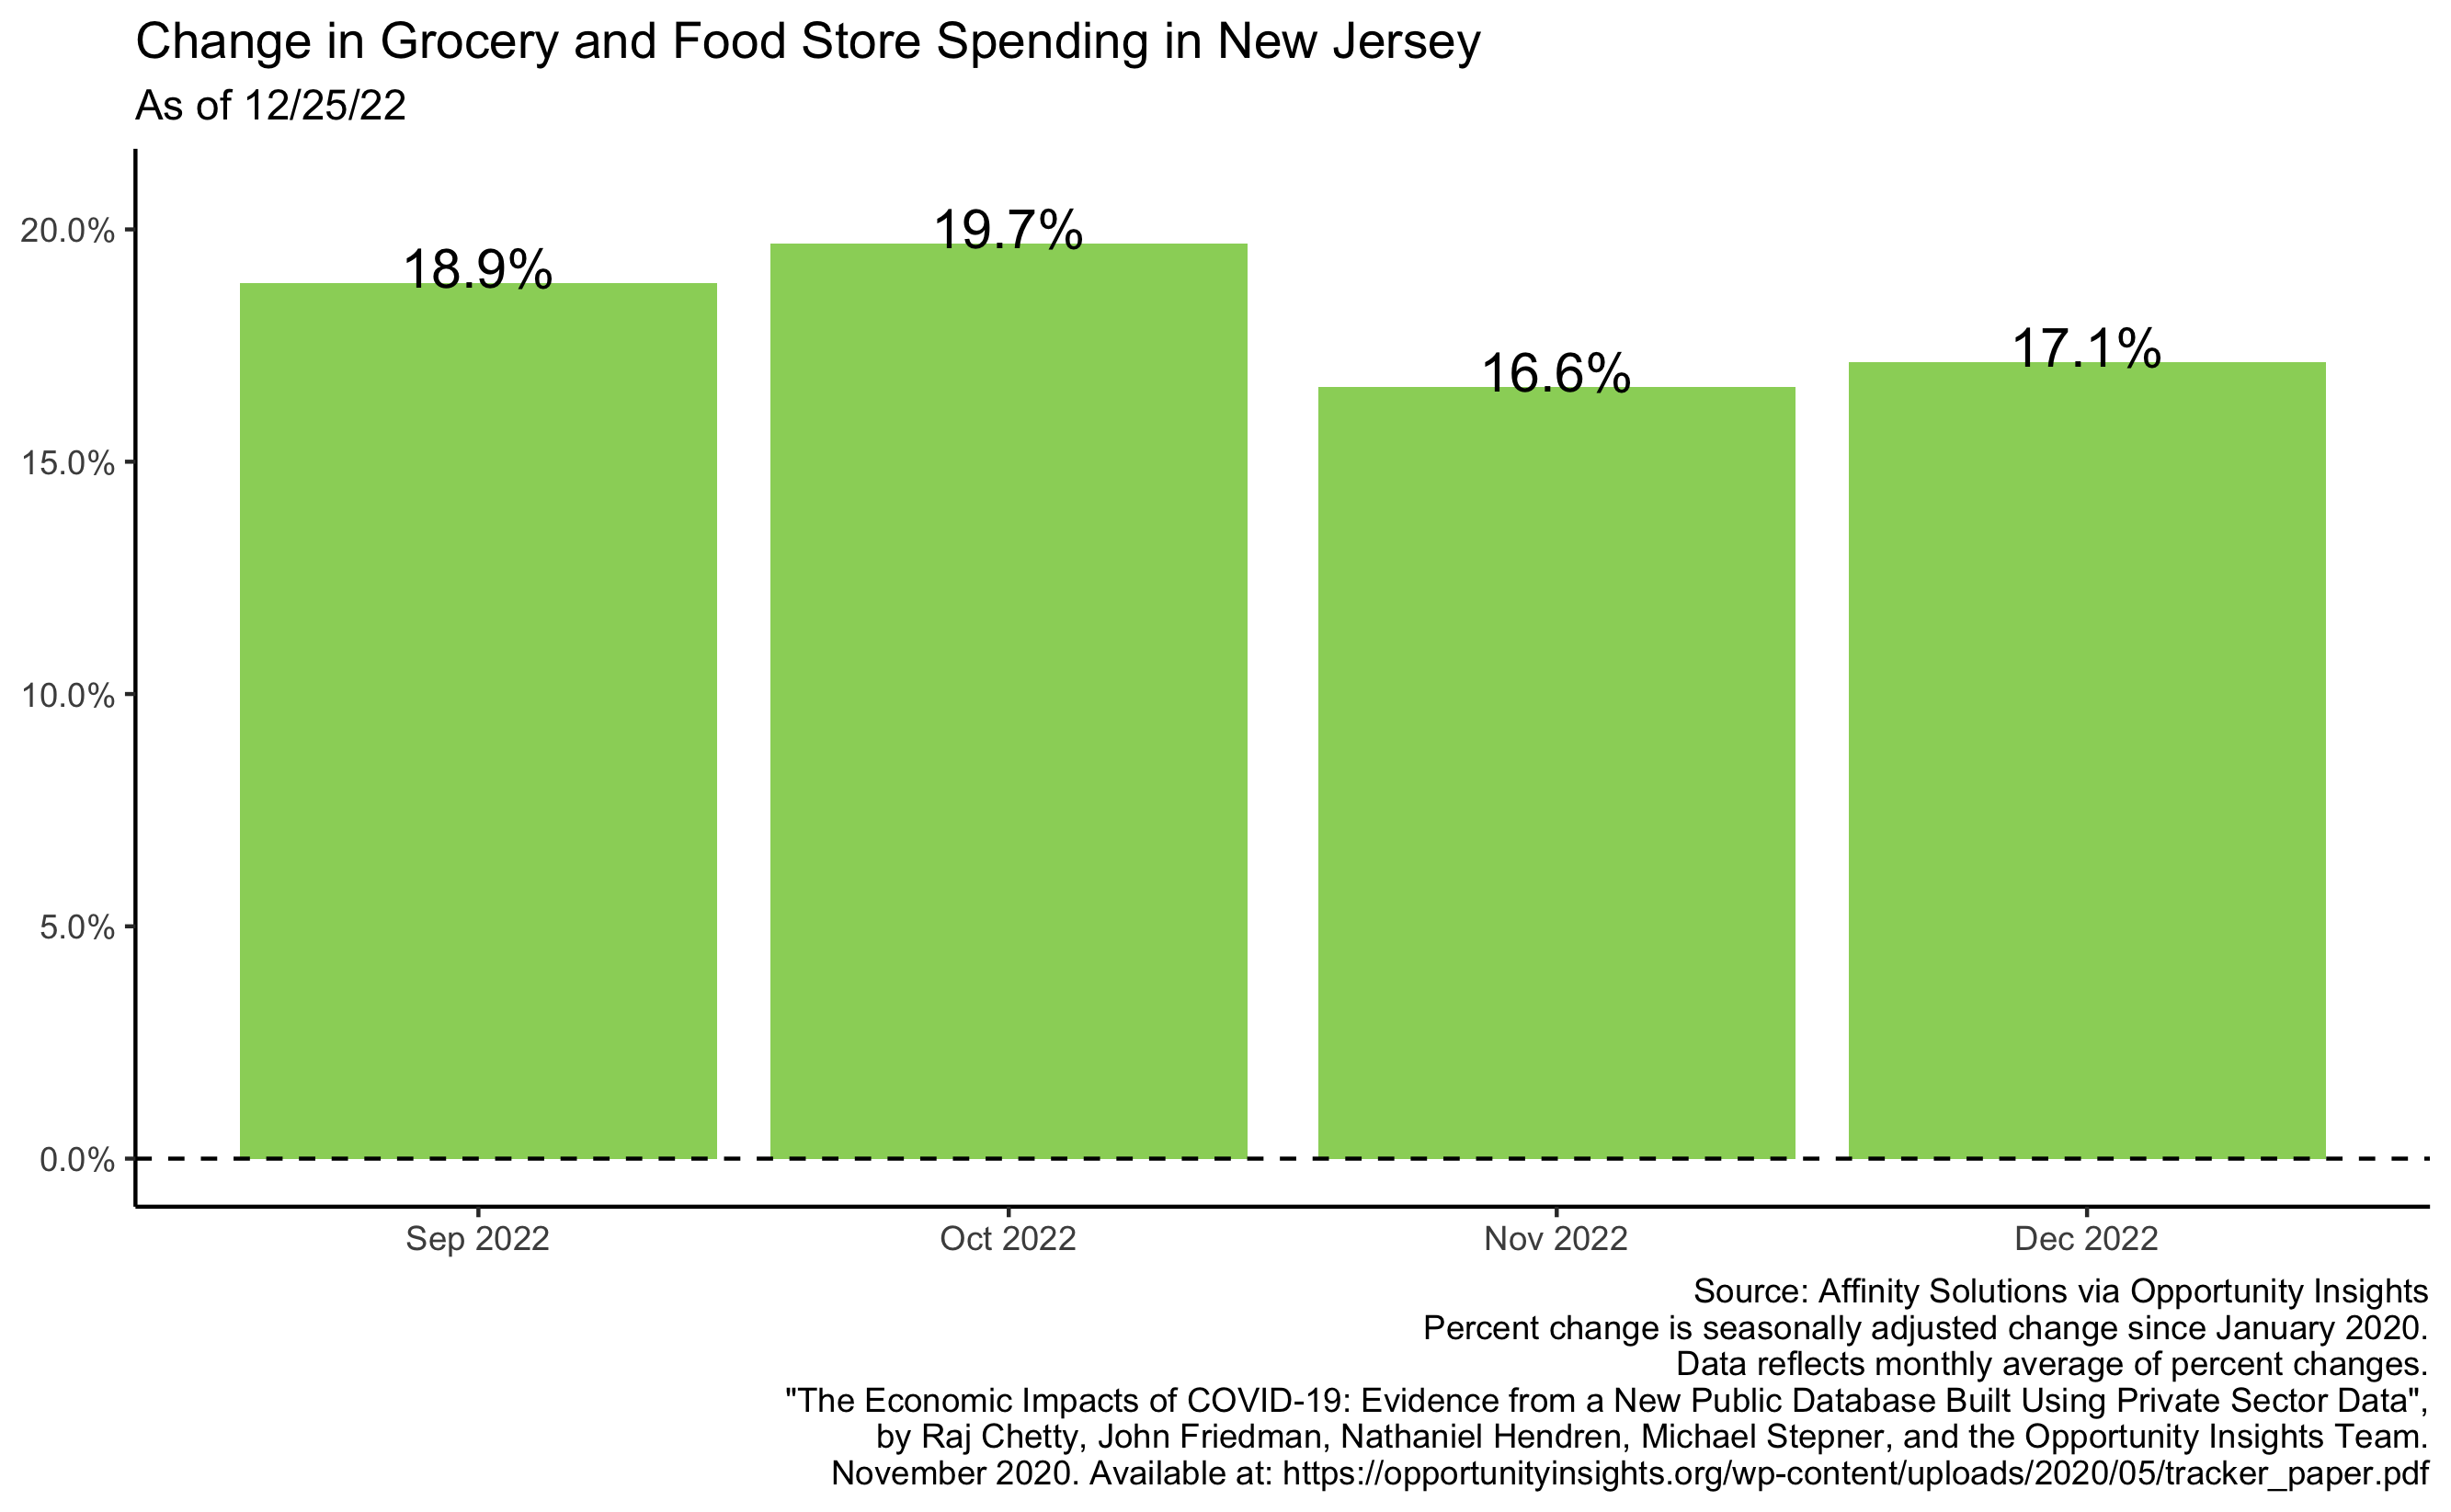 Change in Grocery and Food Store Spending in New Jersey
As of 12/25/22
20.0%
15.0%
10.0%
5.0%
0.0%
18.9%
19.7%
16.6%
17.1%
Sep 2022
Oct 2022
Nov 2022
Dec 2022
Source: Affinity Solutions via Opportunity Insights
Percent change is seasonally adjusted change since January 2020.
Data reflects monthly average of percent changes.
"The Economic Impacts of COVID-19: Evidence from a New Public Database Built Using Private Sector Data",
by Raj Chetty, John Friedman, Nathaniel Hendren, Michael Stepner, and the Opportunity Insights Team.
November 2020. Available at: https://opportunityinsights.org/wp-content/uploads/2020/05/tracker_paper.pdf